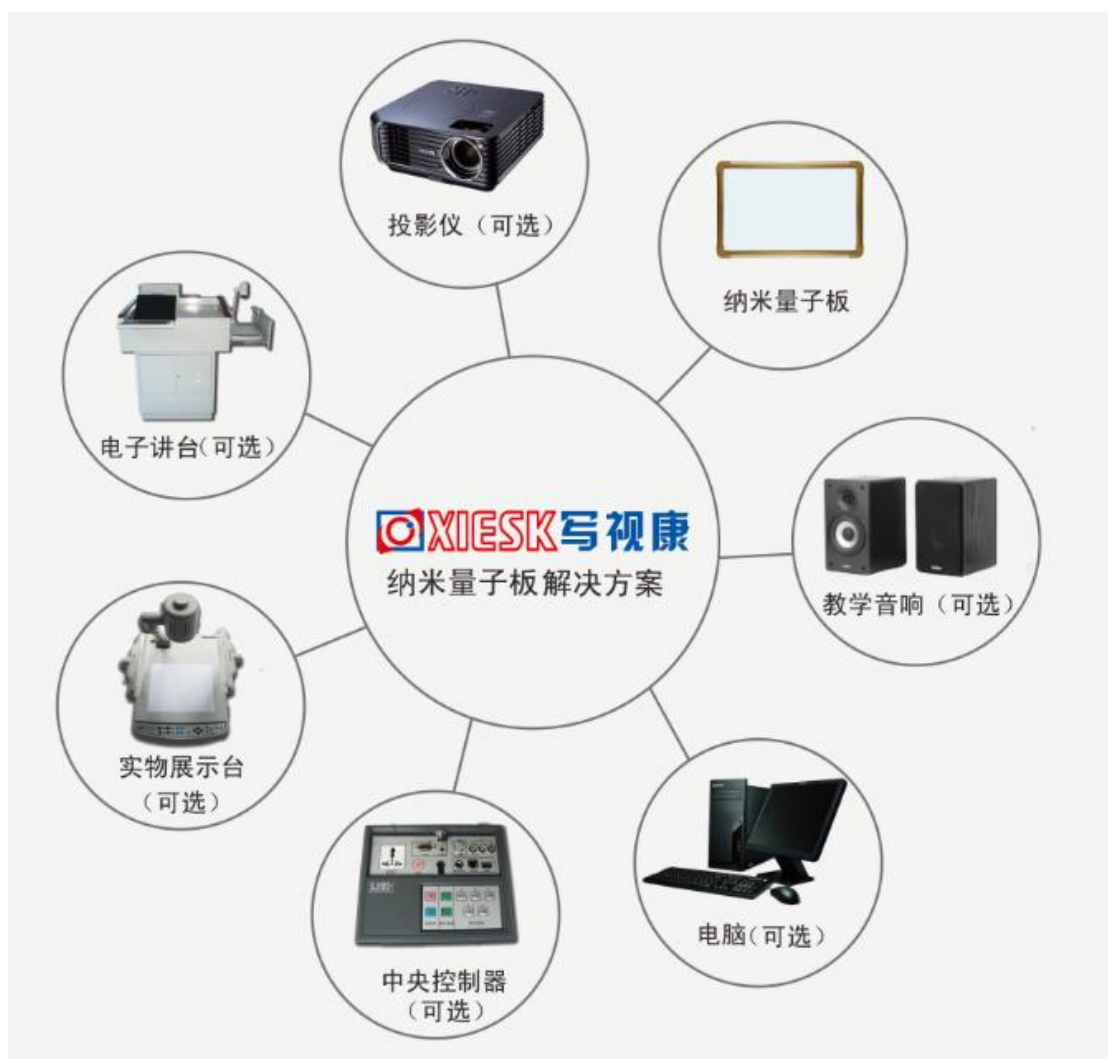 投影仪（可选）
纳米量子板
电子讲台(可选）
XIESK写视康
纳米量子板解决方案
教学音响（可选）
实物展示台
（可选）
中央控制器
（可选）
电脑(可选）